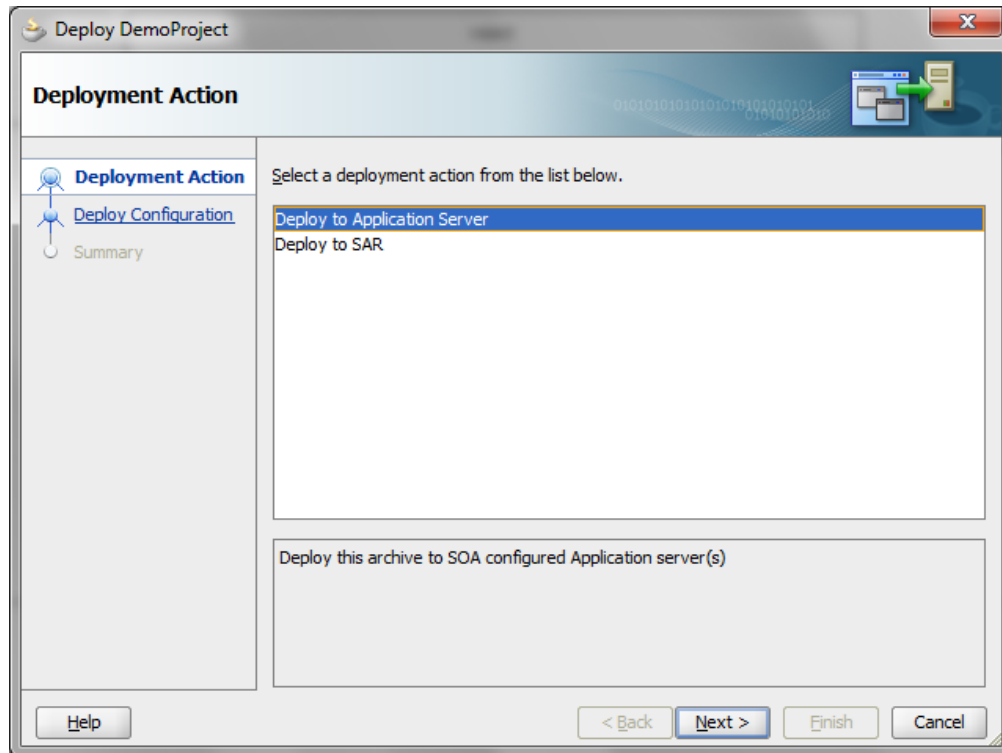 Deploy DemoProject
Deployment Action
Deployment Action
Deploy Configuration
Summary
Select a deployment action from the list below.
Deploy to Application Server
Deploy to SAR
Deploy this archive to SOA configured Application server(s)
Help
< Back
Next >
Finish
Cancel